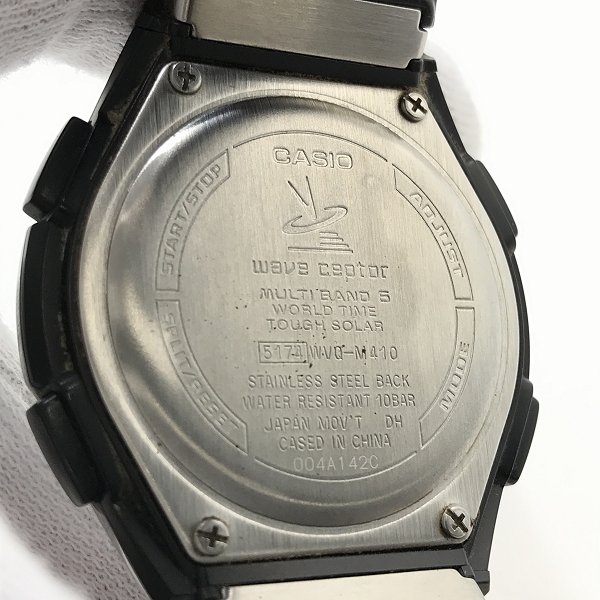 CASIO
START/STOP
ADJUST
wave ceptor
MULTI BAND 6
WORLD TIME
TOUGH SOLAR
5174 WVQ-M410
SPLIT/RESE
MODE
STAINLESS STEEL BACK
WATER RESISTANT 10BAR
JAPAN MOV'T DH
CASED IN CHINA
004A142C